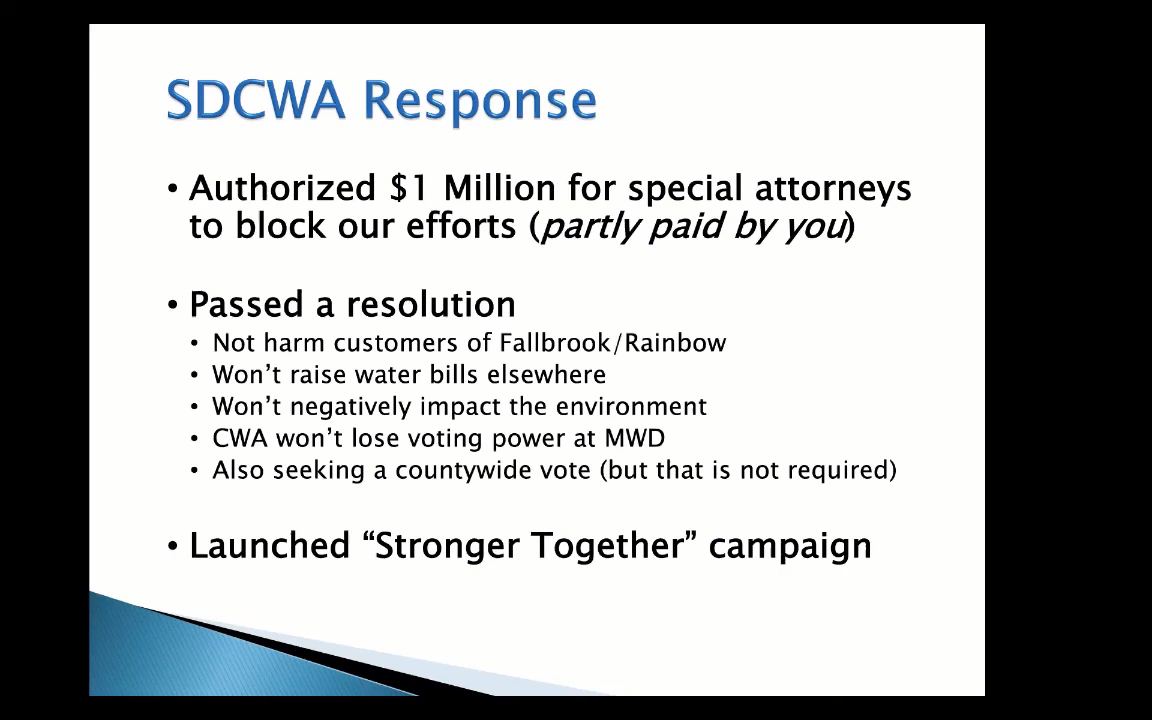 SDCWA Response
• Authorized $1 Million for special attorneys
to block our efforts (partly paid by you)
• Passed a resolution
• Not harm customers of Fallbrook/Rainbow
• Won’t raise water bills elsewhere
• Won’t negatively impact the environment
• CWA won’t lose voting power at MWD
• Also seeking a countywide vote (but that is not required)
• Launched “Stronger Together” campaign